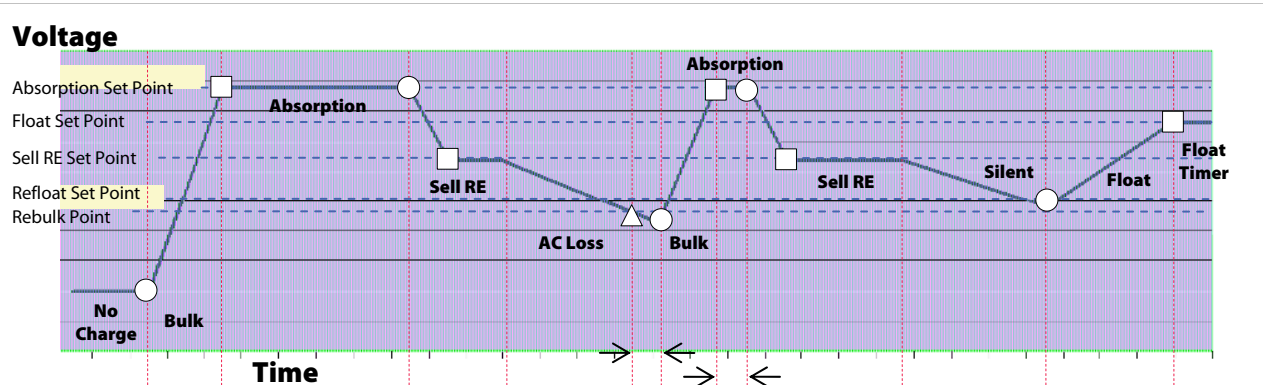 Voltage
Absorption Set Point
Float Set Point
Sell RE Set Point
Refloat Set Point
Rebulk Point
No
Charge
Bulk
Absorption
Sell RE
AC Loss
Bulk
Absorption
Sell RE
Silent
Float
Float
Timer
Time